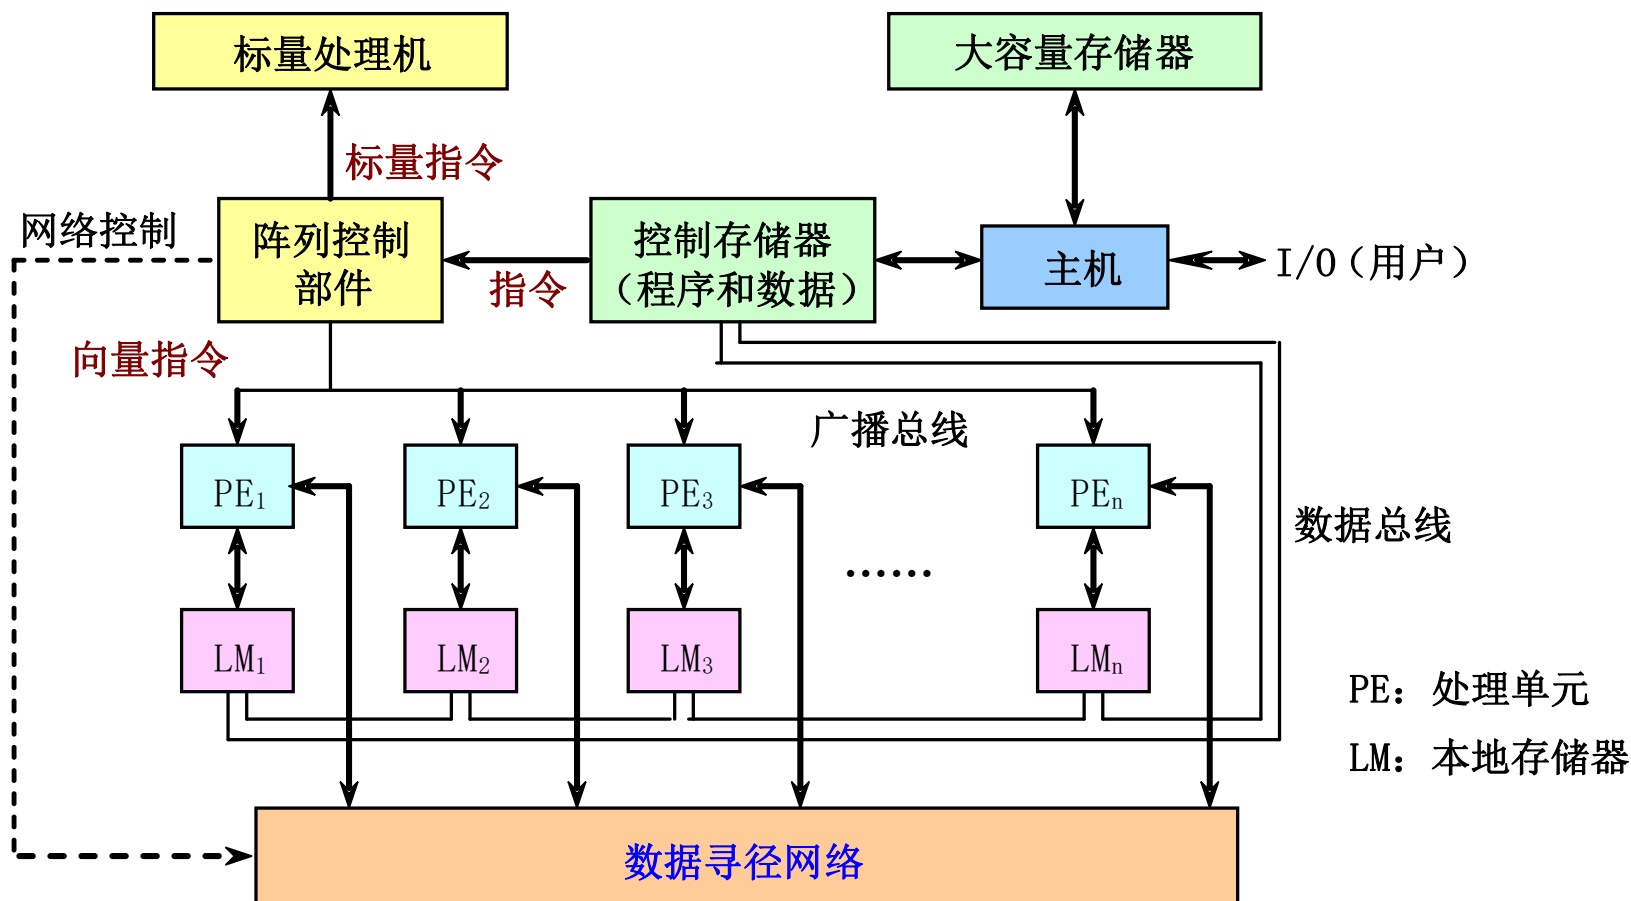 标量处理机
大容量存储器
标量指令
网络控制
阵列控制
部件
控制存储器
（程序和数据）
指令
主机
I/O（用户）
向量指令
广播总线
PE1
PE2
PE3
PEn
数据总线
......
LM1
LM2
LM3
LMn
PE：处理单元
LM：本地存储器
数据寻径网络